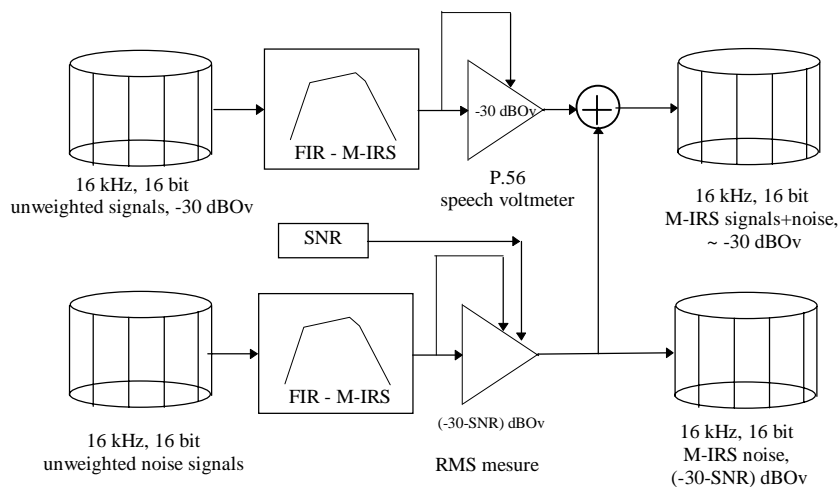 -30 dBOv
FIR - M-IRS
16 kHz, 16 bit
unweighted signals, -30 dBOv
P.56
speech voltmeter
16 kHz, 16 bit
M-IRS signals+noise,
~ -30 dBOv
SNR
FIR - M-IRS
(-30-SNR) dBOv
16 kHz, 16 bit
unweighted noise signals
RMS mesure
16 kHz, 16 bit
M-IRS noise,
(-30-SNR) dBOv